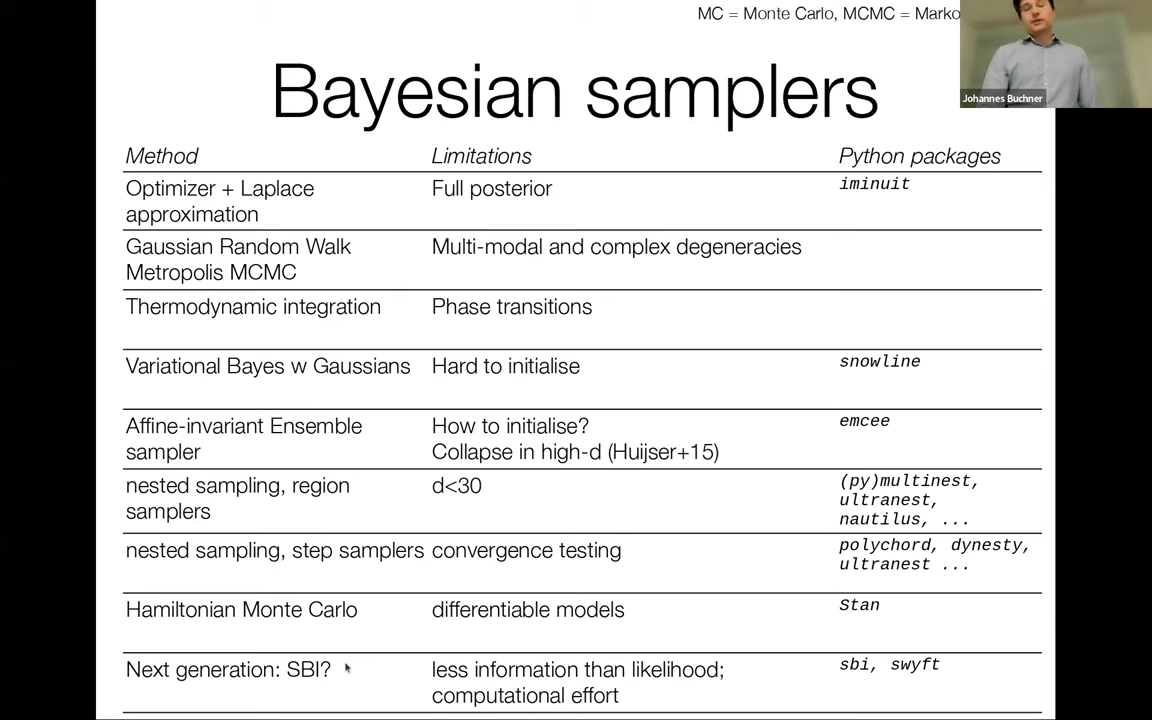 MC = Monte Carlo, MCMC = Marko
Johannes Buchner
Bayesian samplers
Method Limitations Python packages
Optimizer + Laplace Full posterior iminuit
approximation
Gaussian Random Walk Multi-modal and complex degeneracies
Metropolis MCMC
Thermodynamic integration Phase transitions
Variational Bayes w Gaussians Hard to initialise snowline
Affine-invariant Ensemble How to initialise? emcee
sampler Collapse in high-d (Huijser+15)
nested sampling, region d<30 (py)multinest,
samplers ultranest,
nautilus, ...
nested sampling, step samplers convergence testing polychord, dynesty,
ultranest ...
Hamiltonian Monte Carlo differentiable models Stan
Next generation: SBI? less information than likelihood; sbi, swyft
computational effort